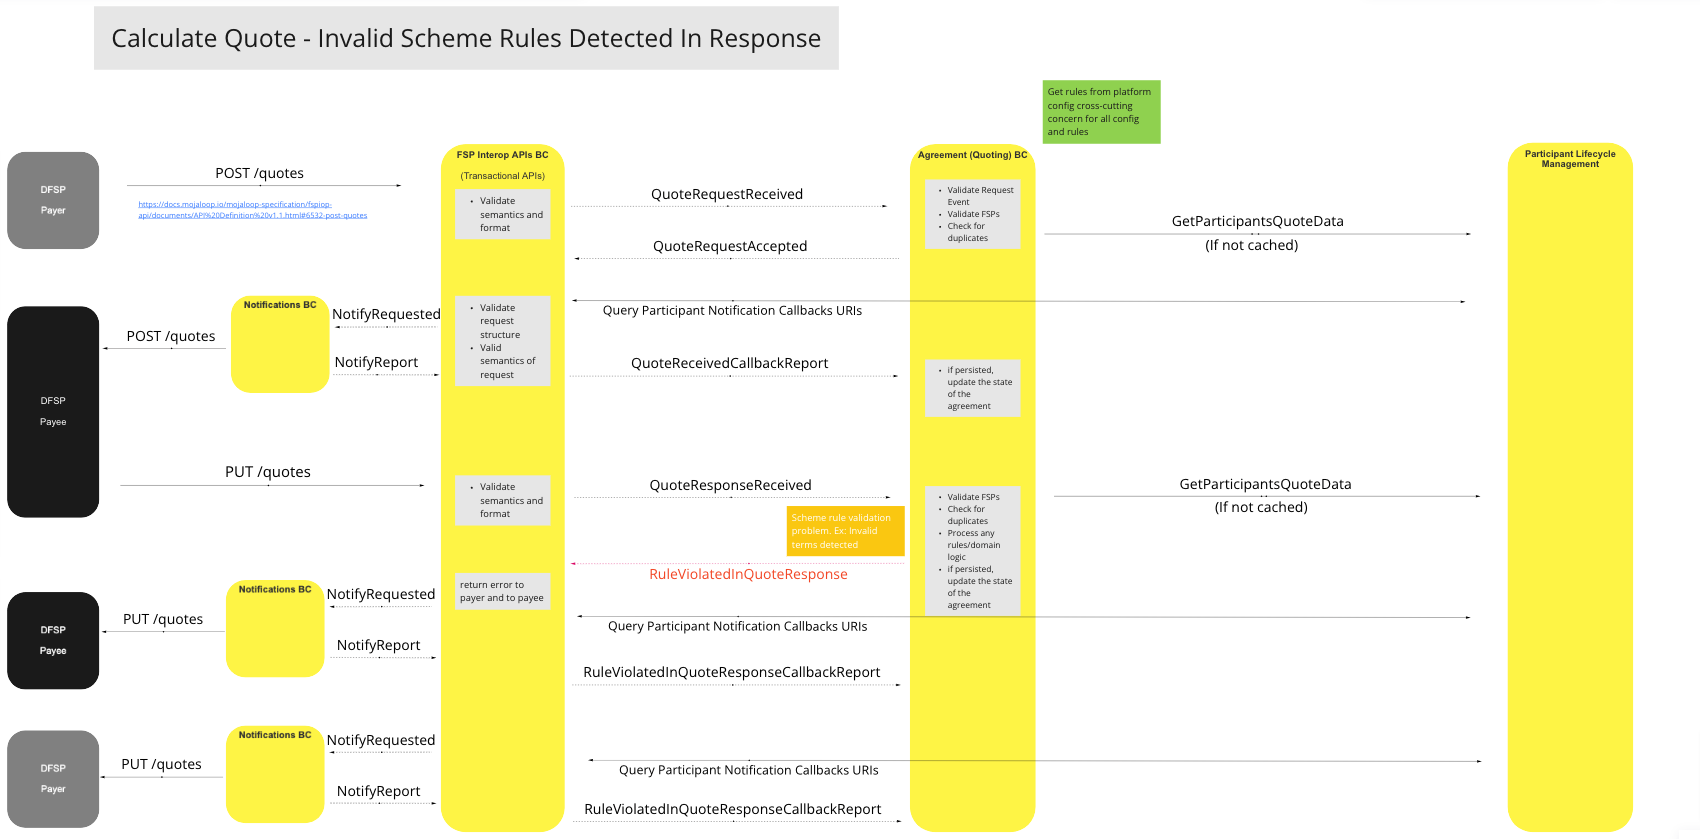 Calculate Quote - Invalid Scheme Rules Detected In Response
Get rules from platform
config cross-cutting
concern for all config
and rules
DFSP
Payer
POST /quotes
https://docs.mojaloop.io/mojaloop-specification/fspiop-
api/documents/API%20Definition%20v1.1.html#6532-post-quotes
FSP Interop APIs BC
(Transactional APIs)
• Validate
semantics and
format
QuoteRequestReceived
QuoteRequestAccepted
Agreement (Quoting) BC
• Validate Request
Event
• Validate FSPs
• Check for
duplicates
GetParticipantsQuoteData
(If not cached)
Participant Lifecycle
Management
DFSP
Payee
POST /quotes
Notifications BC
NotifyRequested
NotifyReport
• Validate
request
structure
• Valid
semantics of
request
Query Participant Notification Callbacks URIs
QuoteReceivedCallbackReport
• if persisted,
update the state
of the
agreement
PUT /quotes
• Validate
semantics and
format
QuoteResponseReceived
Scheme rule validation
problem. Ex: Invalid
terms detected
RuleViolatedInQuoteResponse
• Validate FSPs
• Check for
duplicates
• Process any
rules/domain
logic
• if persisted,
update the state
of the
agreement
GetParticipantsQuoteData
(If not cached)
DFSP
Payee
PUT /quotes
Notifications BC
NotifyRequested
NotifyReport
return error to
payer and to payee
Query Participant Notification Callbacks URIs
RuleViolatedInQuoteResponseCallbackReport
DFSP
Payer
PUT /quotes
Notifications BC
NotifyRequested
NotifyReport
Query Participant Notification Callbacks URIs
RuleViolatedInQuoteResponseCallbackReport